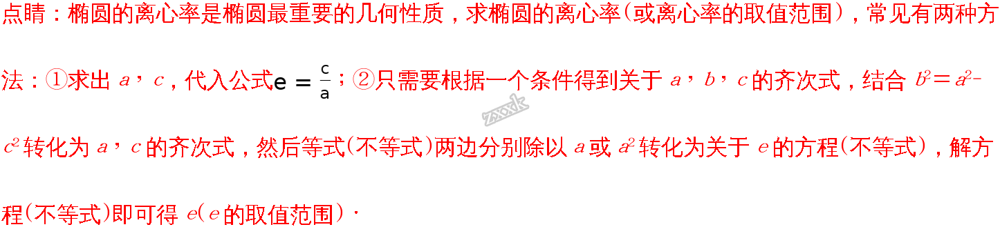 点睛：椭圆的离心率是椭圆最重要的几何性质，求椭圆的离心率(或离心率的取值范围)，常见有两种方
法：①求出 a，c，代入公式e = c/a；②只需要根据一个条件得到关于 a，b，c 的齐次式，结合 b²＝a²－
zxxk
c² 转化为 a，c 的齐次式，然后等式(不等式)两边分别除以 a 或 a² 转化为关于 e 的方程(不等式)，解方
程(不等式)即可得 e(e 的取值范围)．